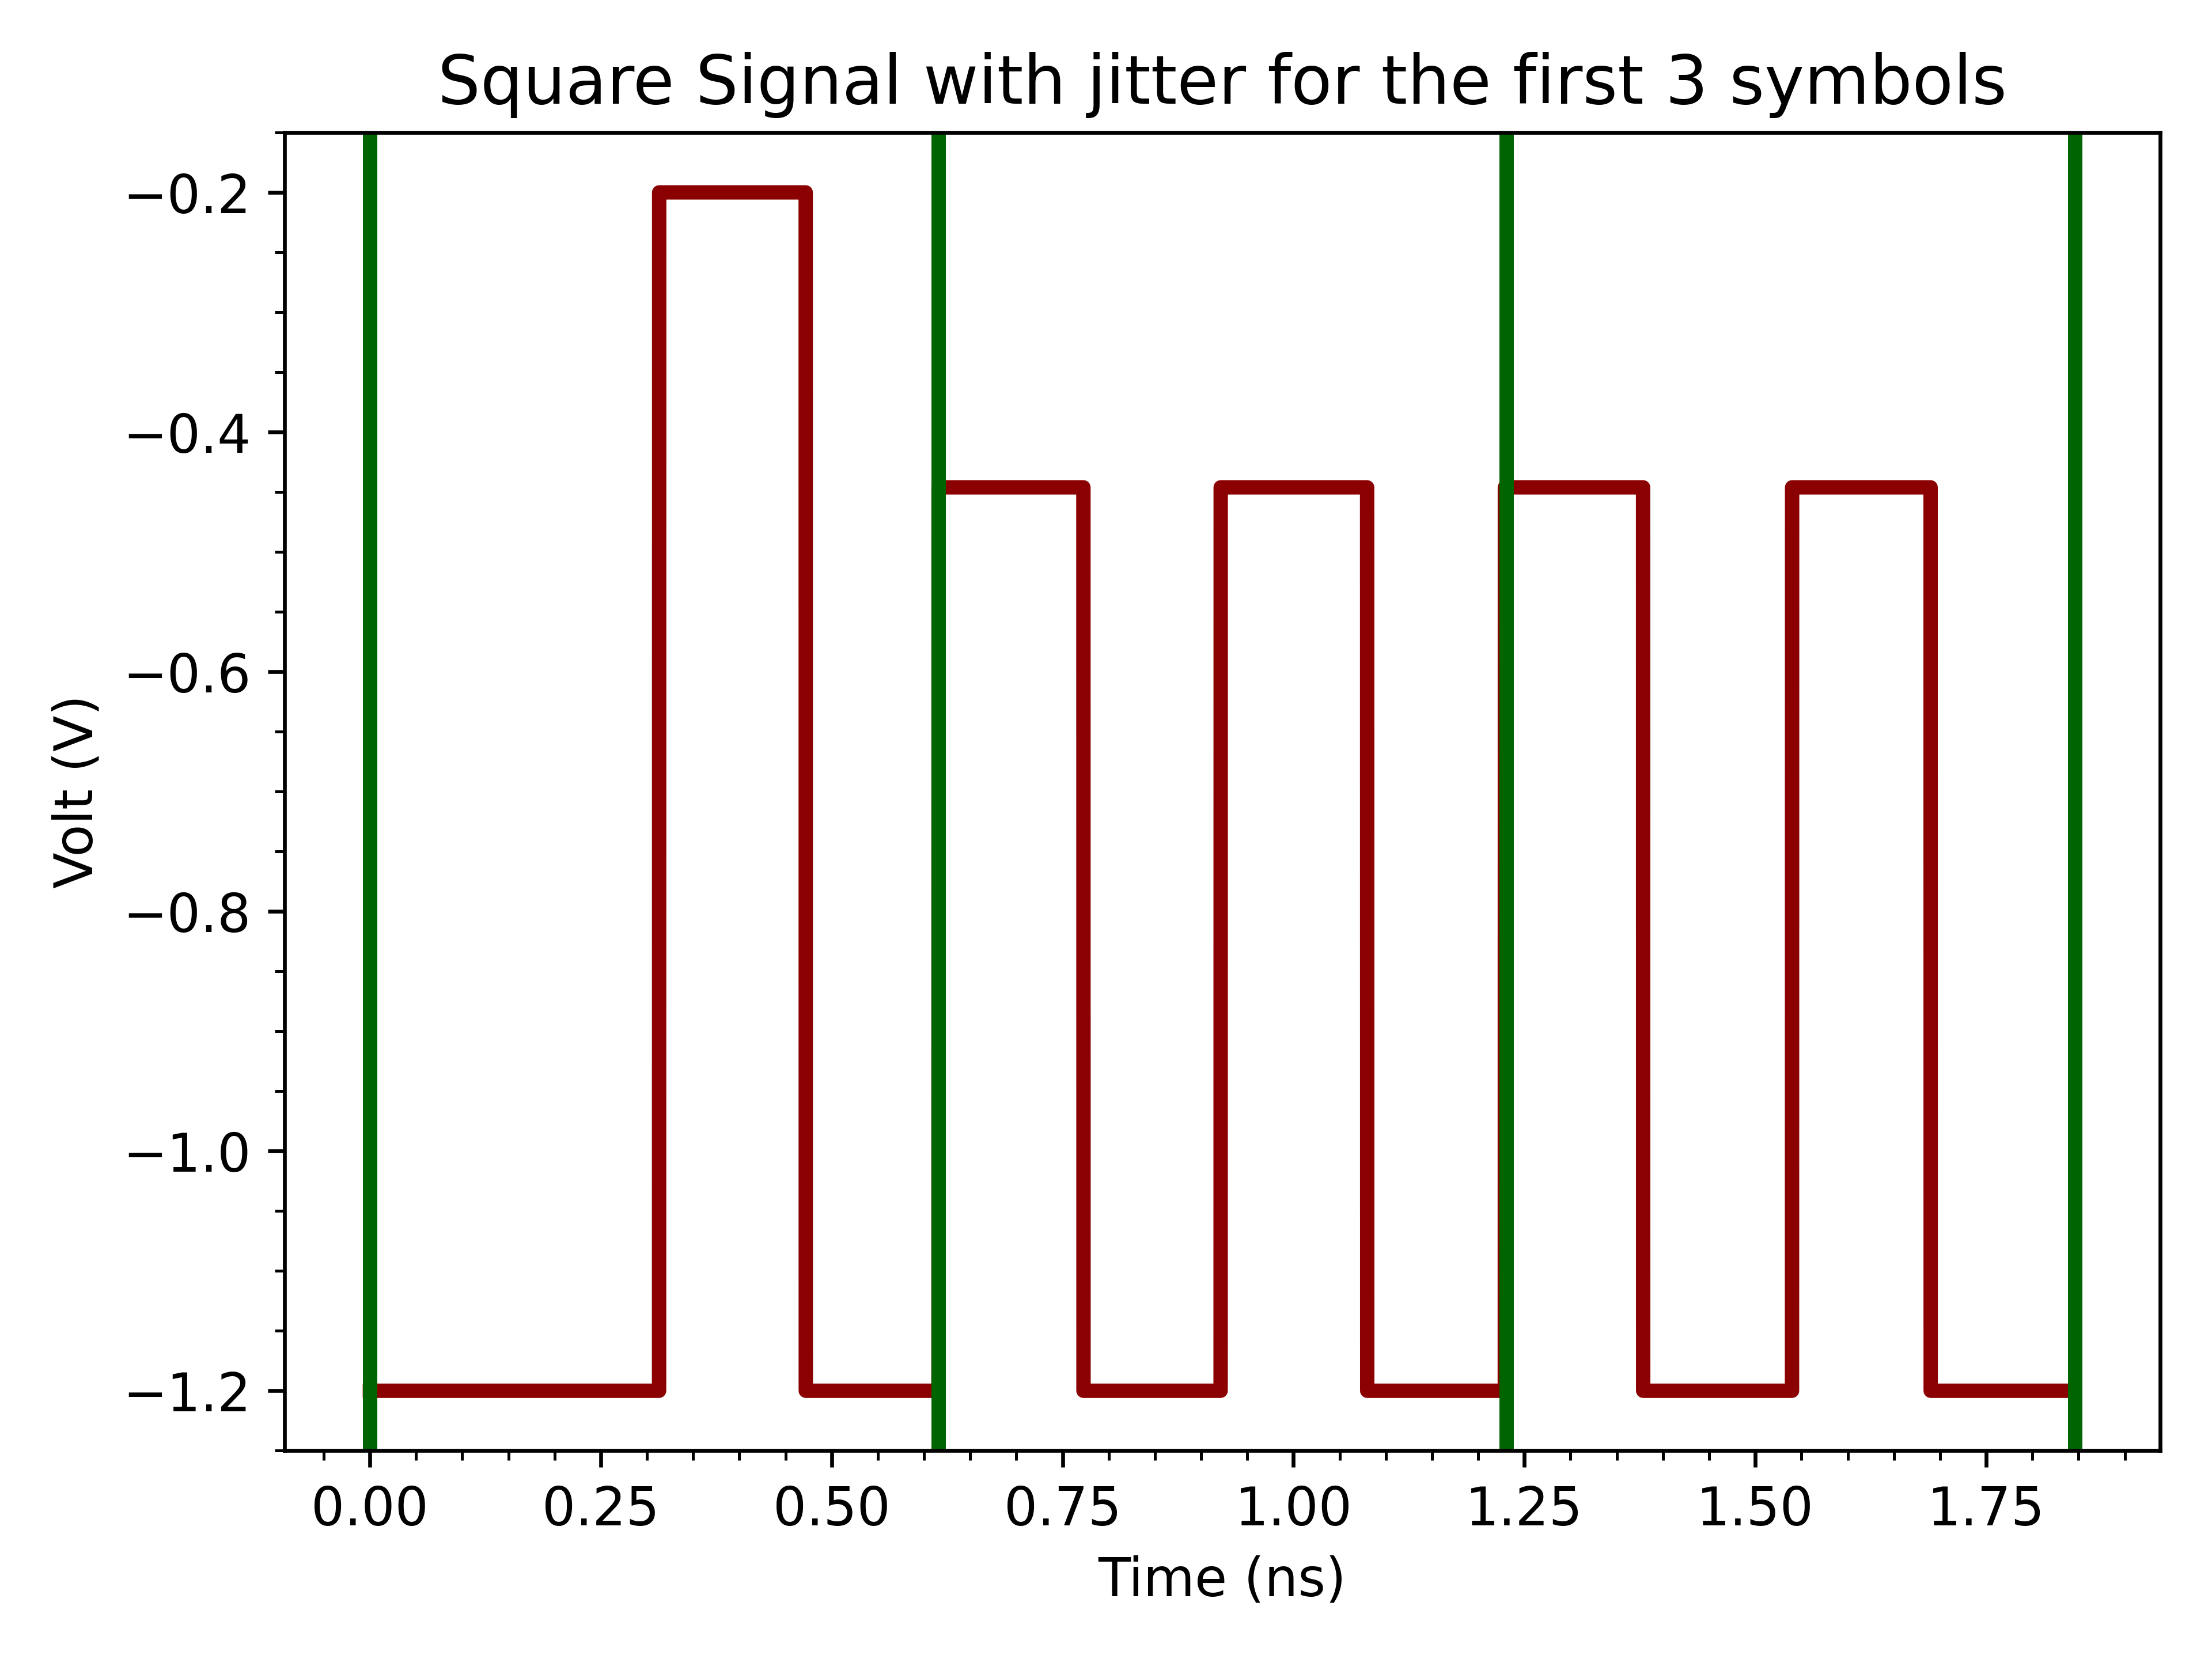 Square Signal with jitter for the first 3 symbols
−0.2
−0.4
−0.6
−0.8
−1.0
−1.2
Volt (V)
0.00 0.25 0.50 0.75 1.00 1.25 1.50 1.75
Time (ns)